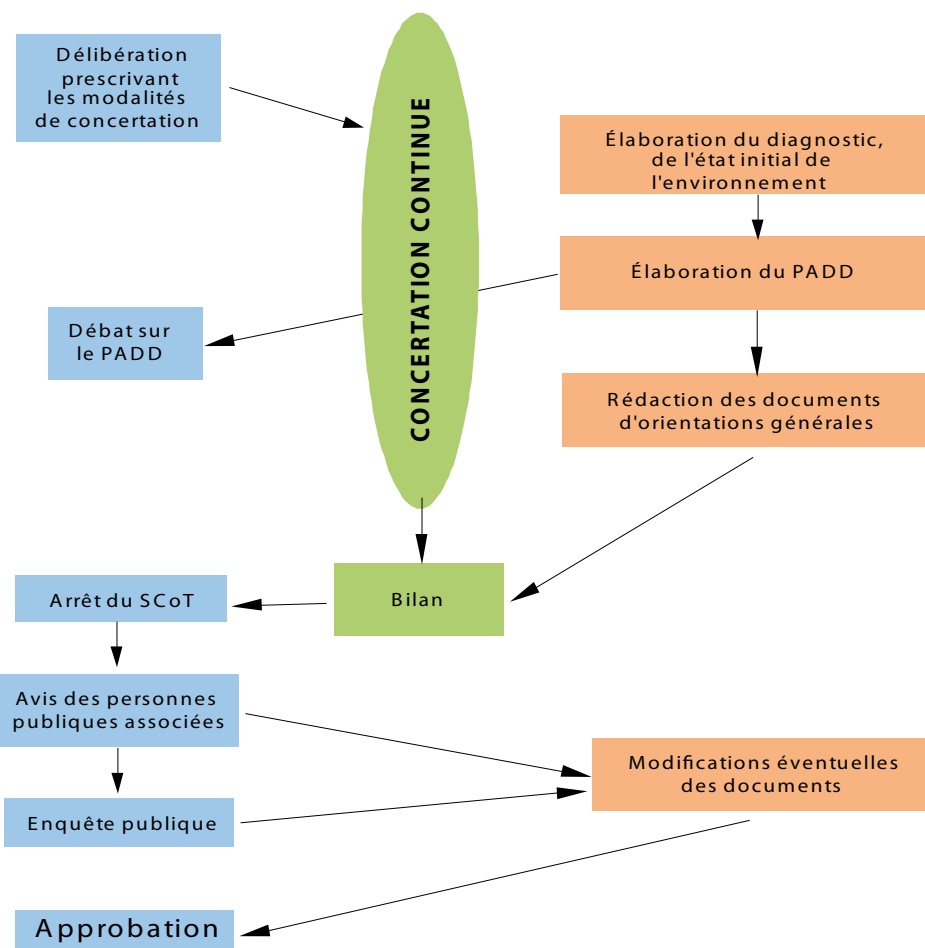 Délibération
prescrivant
les modalités
de concertation
CONCERTATION CONTINUE
Élaboration du diagnostic,
de l'état initial de
l'environnement
Élaboration du PADD
Débat sur
le PADD
Rédaction des documents
d'orientations générales
Bilan
Arrêt du SCoT
Avis des personnes
publiques associées
Modifications éventuelles
des documents
Enquête publique
Approbation